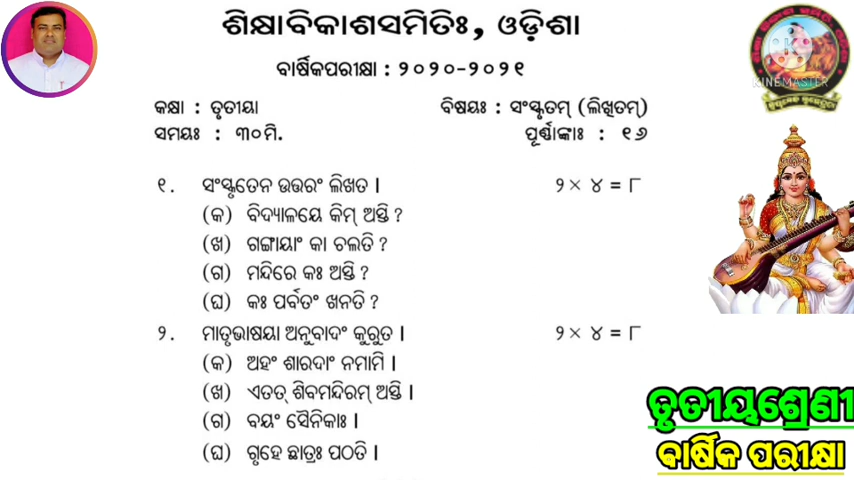 ଶିକ୍ଷାବିକାଶସମିତିଃ, ଓଡ଼ିଶା
ବାର୍ଷିକପରୀକ୍ଷା : ୨୦୨୦-୨୦୨୧
କକ୍ଷା : ତୃତୀୟା ବିଷୟଃ : ସଂସ୍କୃତମ୍ (ଲିଖିତମ୍)
ସମୟଃ : ୩୦ମି. ପୂର୍ଣ୍ଣାଙ୍କାଃ : ୧୬
୧. ସଂସ୍କୃତେନ ଉତ୍ତରଂ ଲିଖତ । ୨ × ୪ = ୮
(କ) ବିଦ୍ୟାଳୟେ କିମ୍ ଅସ୍ତି ?
(ଖ) ଗଙ୍ଗାୟାଂ କା ଚଲତି ?
(ଗ) ମନ୍ଦିରେ କଃ ଅସ୍ତି ?
(ଘ) କଃ ପର୍ବତଂ ଖନତି ?
୨. ମାତୃଭାଷୟା ଅନୁବାଦଂ କୁରୁତ । ୨ × ୪ = ୮
(କ) ଅହଂ ଶାରଦାଂ ନମାମି ।
(ଖ) ଏତତ୍ ଶିବମନ୍ଦିରମ୍ ଅସ୍ତି ।
(ଗ) ବୟଂ ସୈନିକାଃ ।
(ଘ) ଗୃହେ ଛାତ୍ରଃ ପଠତି ।
KINEMASTER
ତୃତୀୟଶ୍ରେଣୀ
ବାର୍ଷିକ ପରୀକ୍ଷା